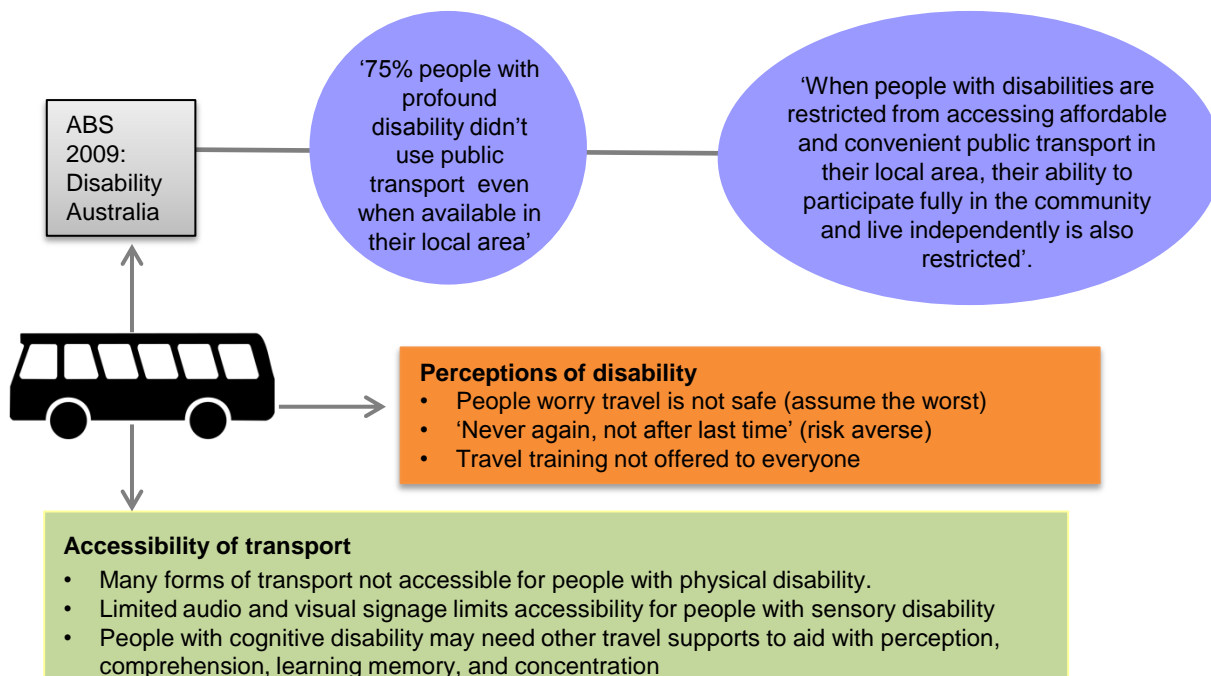 ABS
2009:
Disability
Australia
‘75% people with
profound
disability didn’t
use public
transport  even
when available in
their local area’
‘When people with disabilities are
restricted from accessing affordable
and convenient public transport in
their local area, their ability to
participate fully in the community
and live independently is also
restricted’.
Perceptions of disability
• People worry travel is not safe (assume the worst)
• ‘Never again, not after last time’ (risk averse)
• Travel training not offered to everyone
Accessibility of transport
• Many forms of transport not accessible for people with physical disability.
• Limited audio and visual signage limits accessibility for people with sensory disability
• People with cognitive disability may need other travel supports to aid with perception,
comprehension, learning memory, and concentration